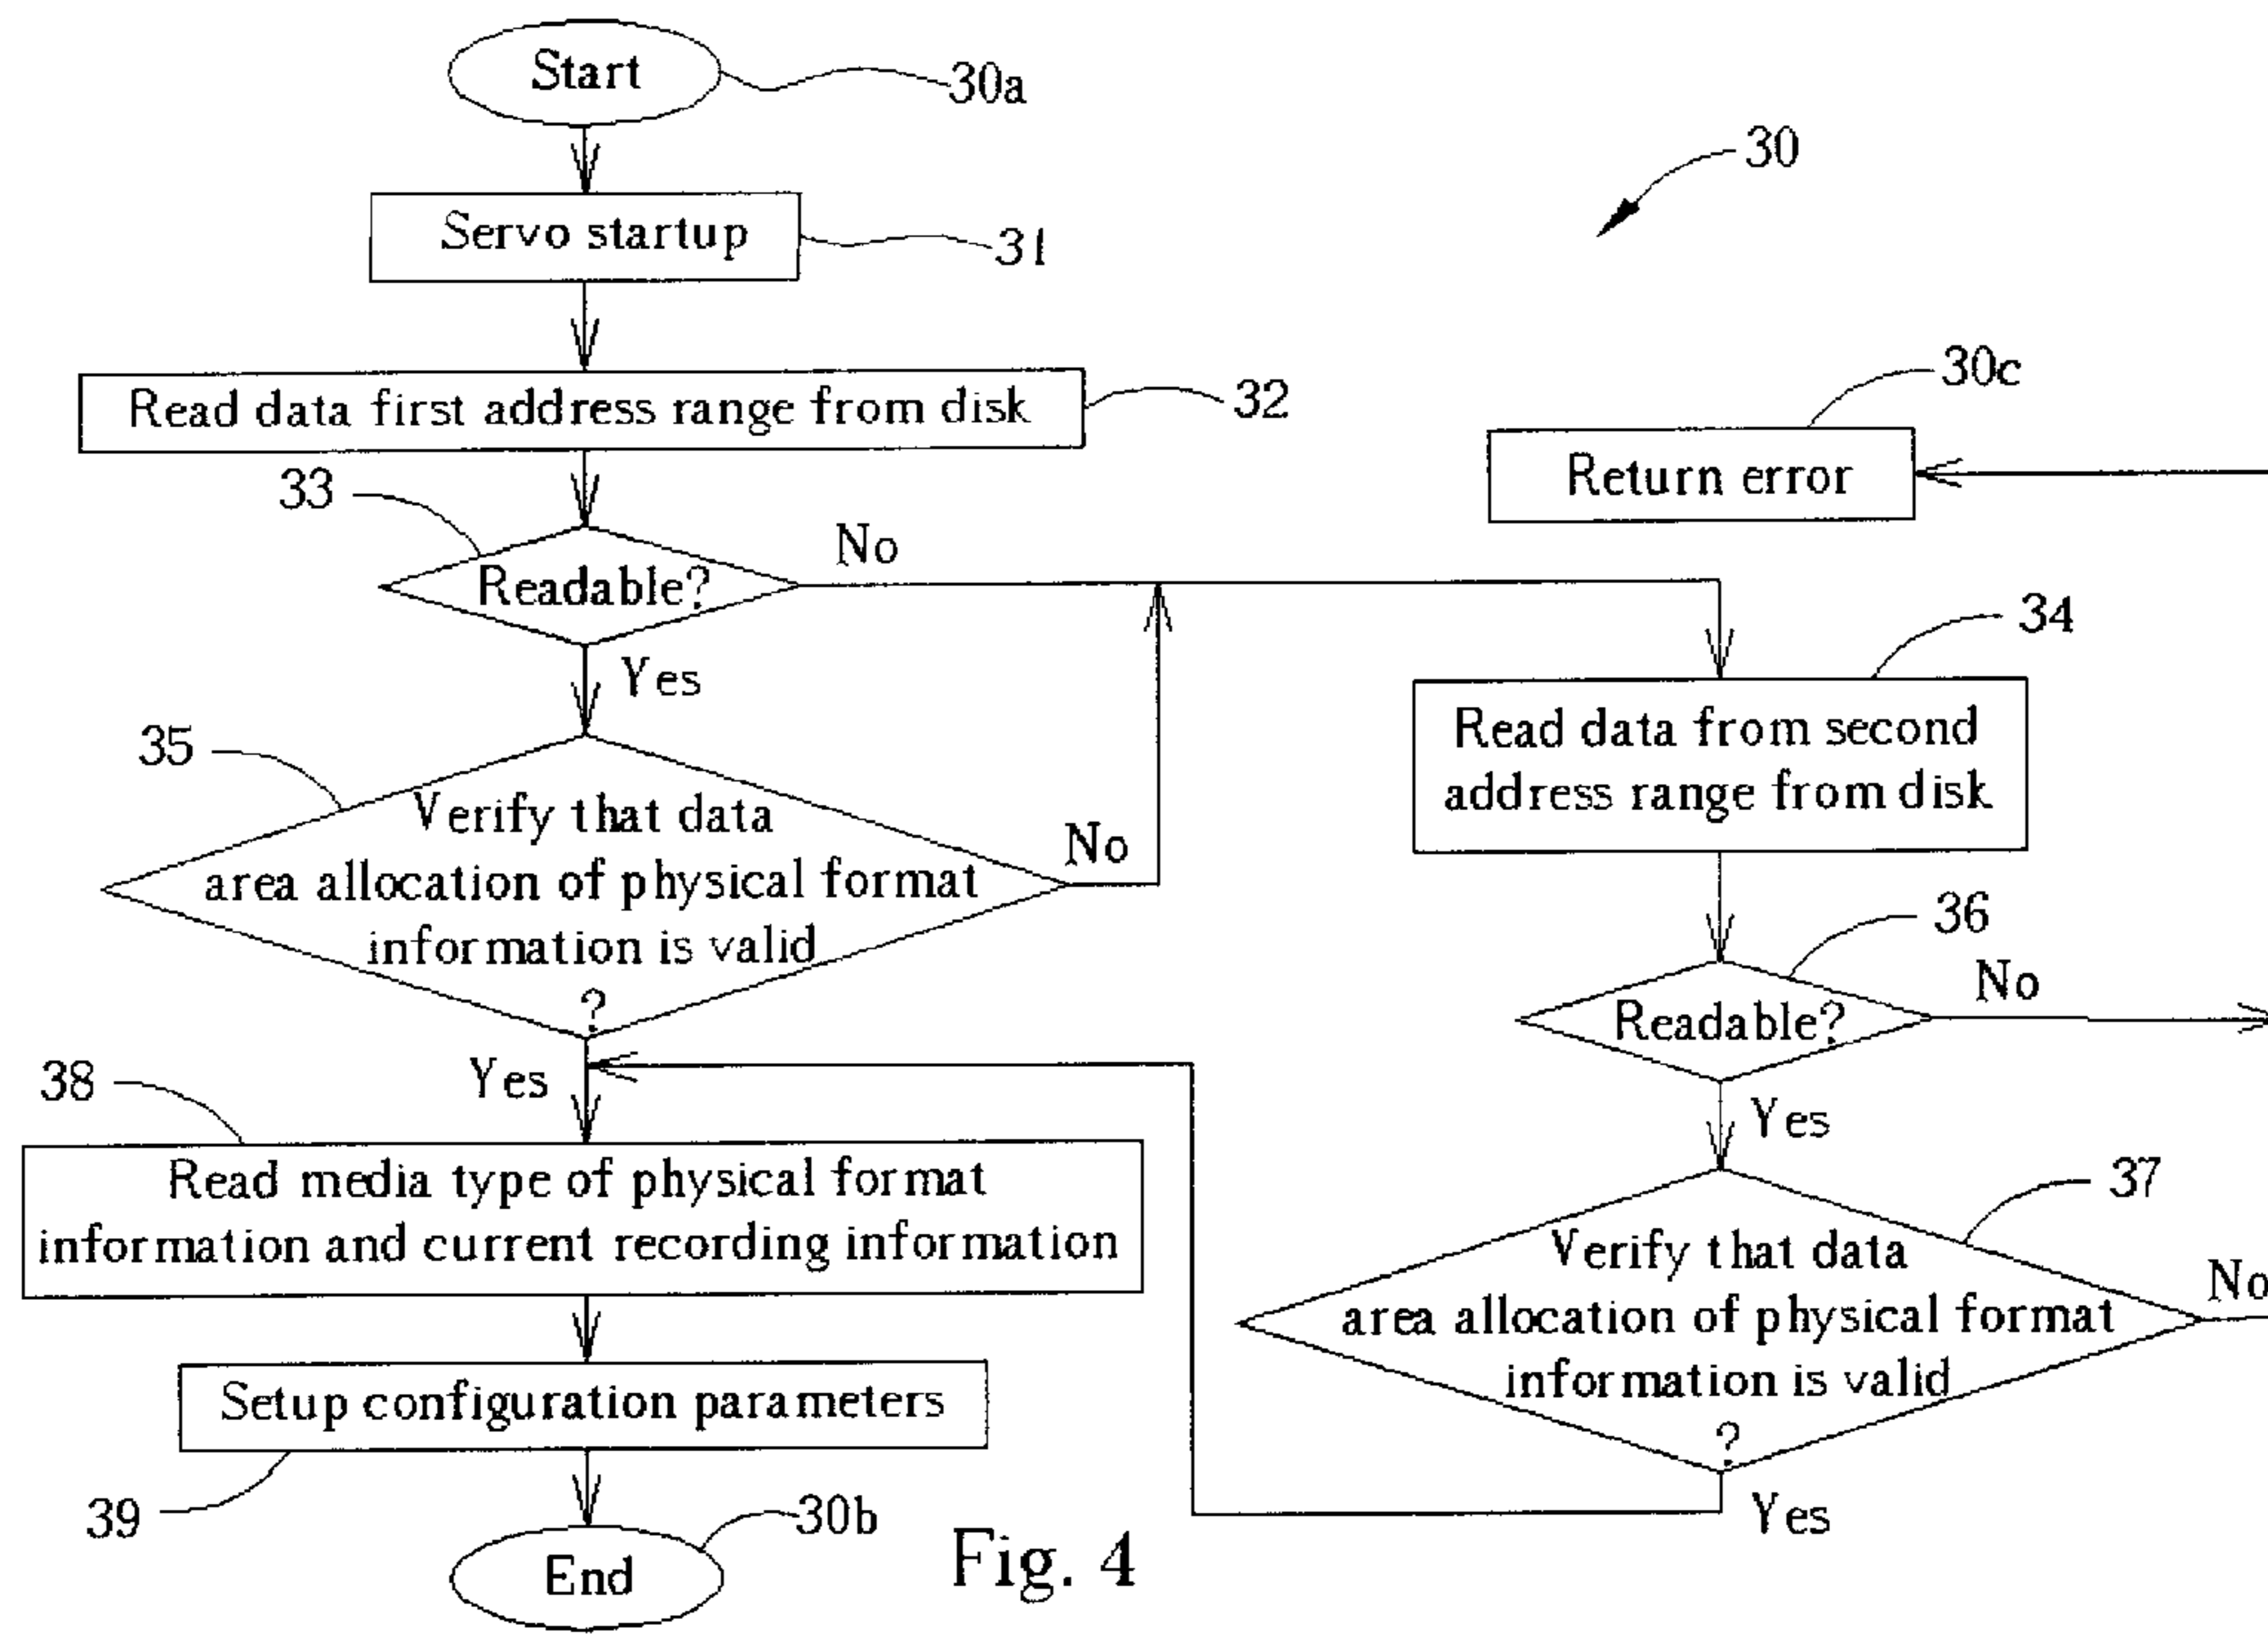 Start
30a
30
Servo startup
31
Read data first address range from disk
32
30c
Return error
33
Readable?
No
Yes
34
Read data from second
address range from disk
35
Verify that data
area allocation of physical format
information is valid
?
No
Yes
36
Readable?
No
Yes
38
Read media type of physical format
information and current recording information
37
Verify that data
area allocation of physical format
information is valid
?
No
Yes
Setup configuration parameters
39
End
30b
Fig. 4